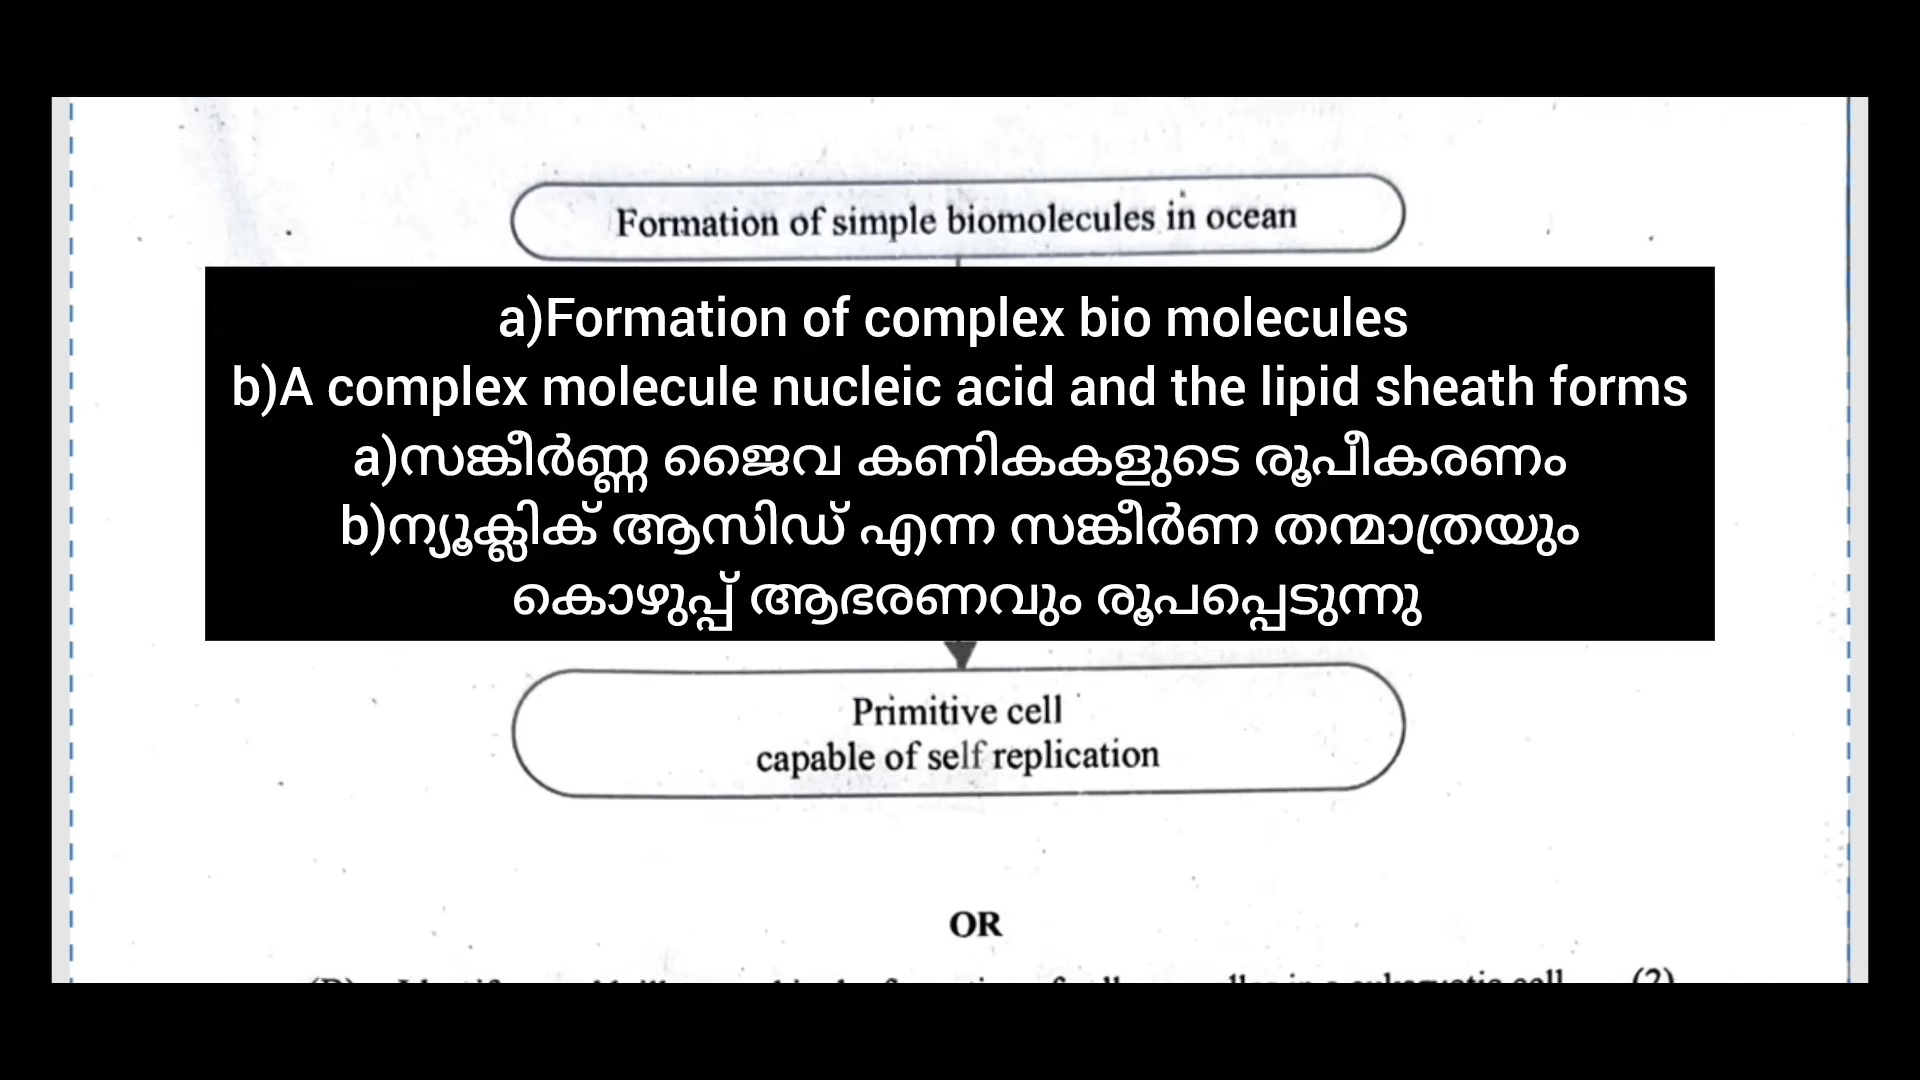 Formation of simple biomolecules in ocean
a)Formation of complex bio molecules
b)A complex molecule nucleic acid and the lipid sheath forms
a)സങ്കീർണ്ണ ജൈവ കണികകളുടെ രൂപീകരണം
b)ന്യൂക്ലിക് ആസിഡ് എന്ന സങ്കീർണ തന്മാത്രയും
കൊഴുപ്പ് ആഭരണവും രൂപപ്പെടുന്നു
Primitive cell
capable of self replication
OR